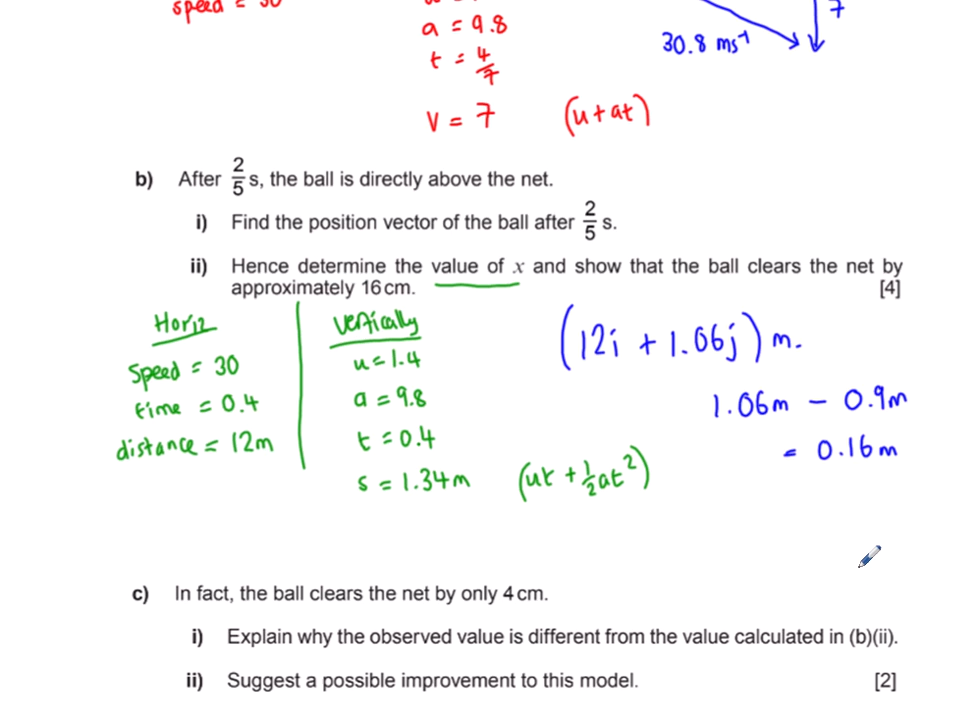 speed = 30
a = 9.8
t = 4/7
30.8 ms⁻¹
7
v = 7 (u + at)
b) After 2/5 s, the ball is directly above the net.
i) Find the position vector of the ball after 2/5 s.
ii) Hence determine the value of x and show that the ball clears the net by
approximately 16 cm. [4]
Horiz
Speed = 30
time = 0.4
distance = 12m
Vertically
u = 1.4
a = 9.8
t = 0.4
s = 1.34m (ut + ½at²)
(12i + 1.06j) m.
1.06m – 0.9m
= 0.16m
c) In fact, the ball clears the net by only 4 cm.
i) Explain why the observed value is different from the value calculated in (b)(ii).
ii) Suggest a possible improvement to this model. [2]